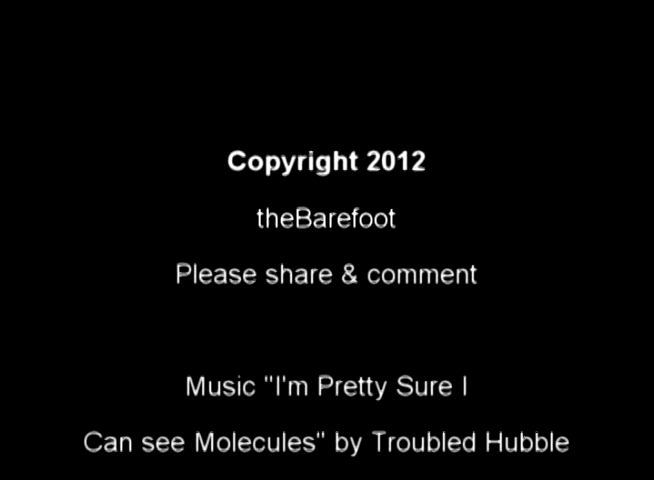 Copyright 2012
theBarefoot
Please share & comment
Music "I'm Pretty Sure I
Can see Molecules" by Troubled Hubble